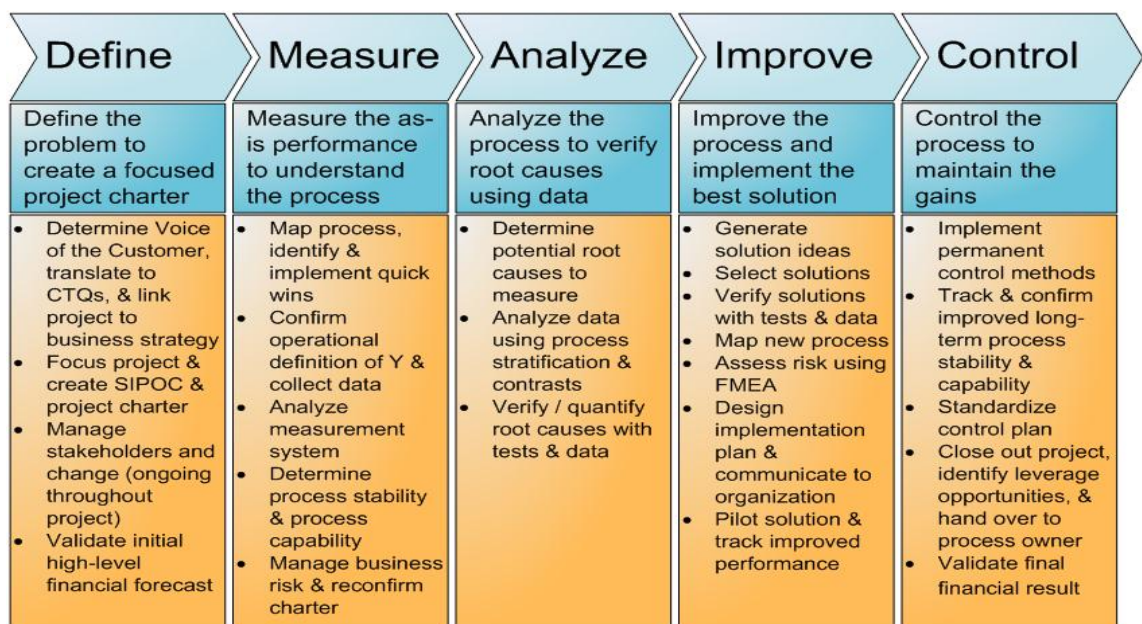 Define
Measure
Analyze
Improve
Control
Define the
problem to
create a focused
project charter
Measure the as-
is performance
to understand
the process
Analyze the
process to verify
root causes
using data
Improve the
process and
implement the
best solution
Control the
process to
maintain the
gains
• Determine Voice
of the Customer,
translate to
CTQs, & link
project to
business strategy
• Focus project &
create SIPOC &
project charter
• Manage
stakeholders and
change (ongoing
throughout
project)
• Validate initial
high-level
financial forecast
• Map process,
identify &
implement quick
wins
• Confirm
operational
definition of Y &
collect data
• Analyze
measurement
system
• Determine
process stability
& process
capability
• Manage business
risk & reconfirm
charter
• Determine
potential root
causes to
measure
• Analyze data
using process
stratification &
contrasts
• Verify / quantify
root causes with
tests & data
• Generate
solution ideas
• Select solutions
• Verify solutions
with tests & data
• Map new process
• Assess risk using
FMEA
• Design
implementation
plan &
communicate to
organization
• Pilot solution &
track improved
performance
• Implement
permanent
control methods
• Track & confirm
improved long-
term process
stability &
capability
• Standardize
control plan
• Close out project,
identify leverage
opportunities, &
hand over to
process owner
• Validate final
financial result